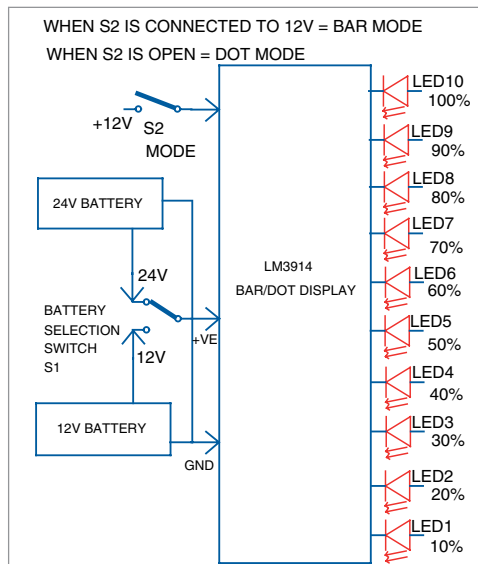 WHEN S2 IS CONNECTED TO 12V = BAR MODE
WHEN S2 IS OPEN = DOT MODE
+12V
S2
MODE
24V BATTERY
24V
BATTERY
SELECTION
SWITCH
S1
12V
12V BATTERY
+VE
GND
LM3914
BAR/DOT DISPLAY
LED10
100%
LED9
90%
LED8
80%
LED7
70%
LED6
60%
LED5
50%
LED4
40%
LED3
30%
LED2
20%
LED1
10%